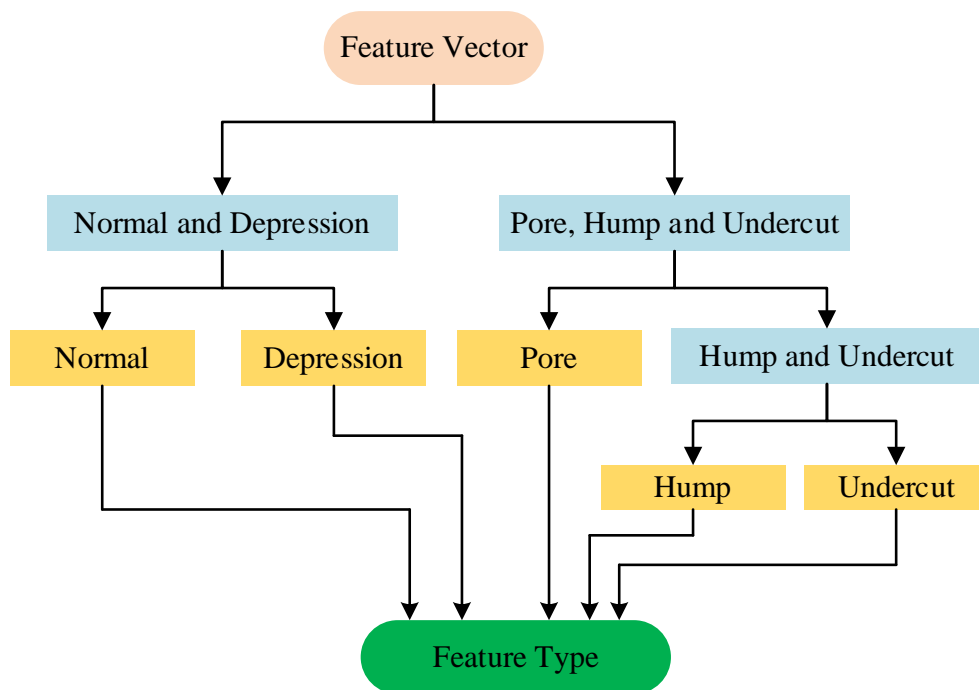 Feature Vector
Normal and Depression
Pore, Hump and Undercut
Normal
Depression
Pore
Hump and Undercut
Hump
Undercut
Feature Type